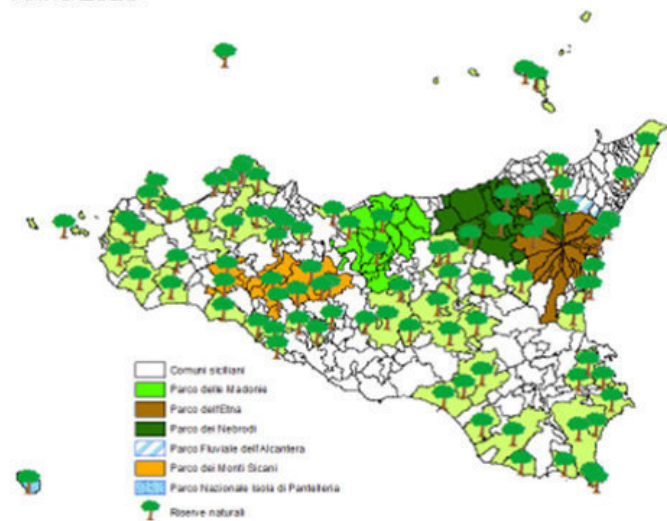 Comuni siciliani
Parco delle Madonie
Parco dell'Etna
Parco dei Nebrodi
Parco Fluviale dell'Alcantera
Parco dei Monti Sicani
Parco Nazionale Isola di Pantelleria
Riserve naturali